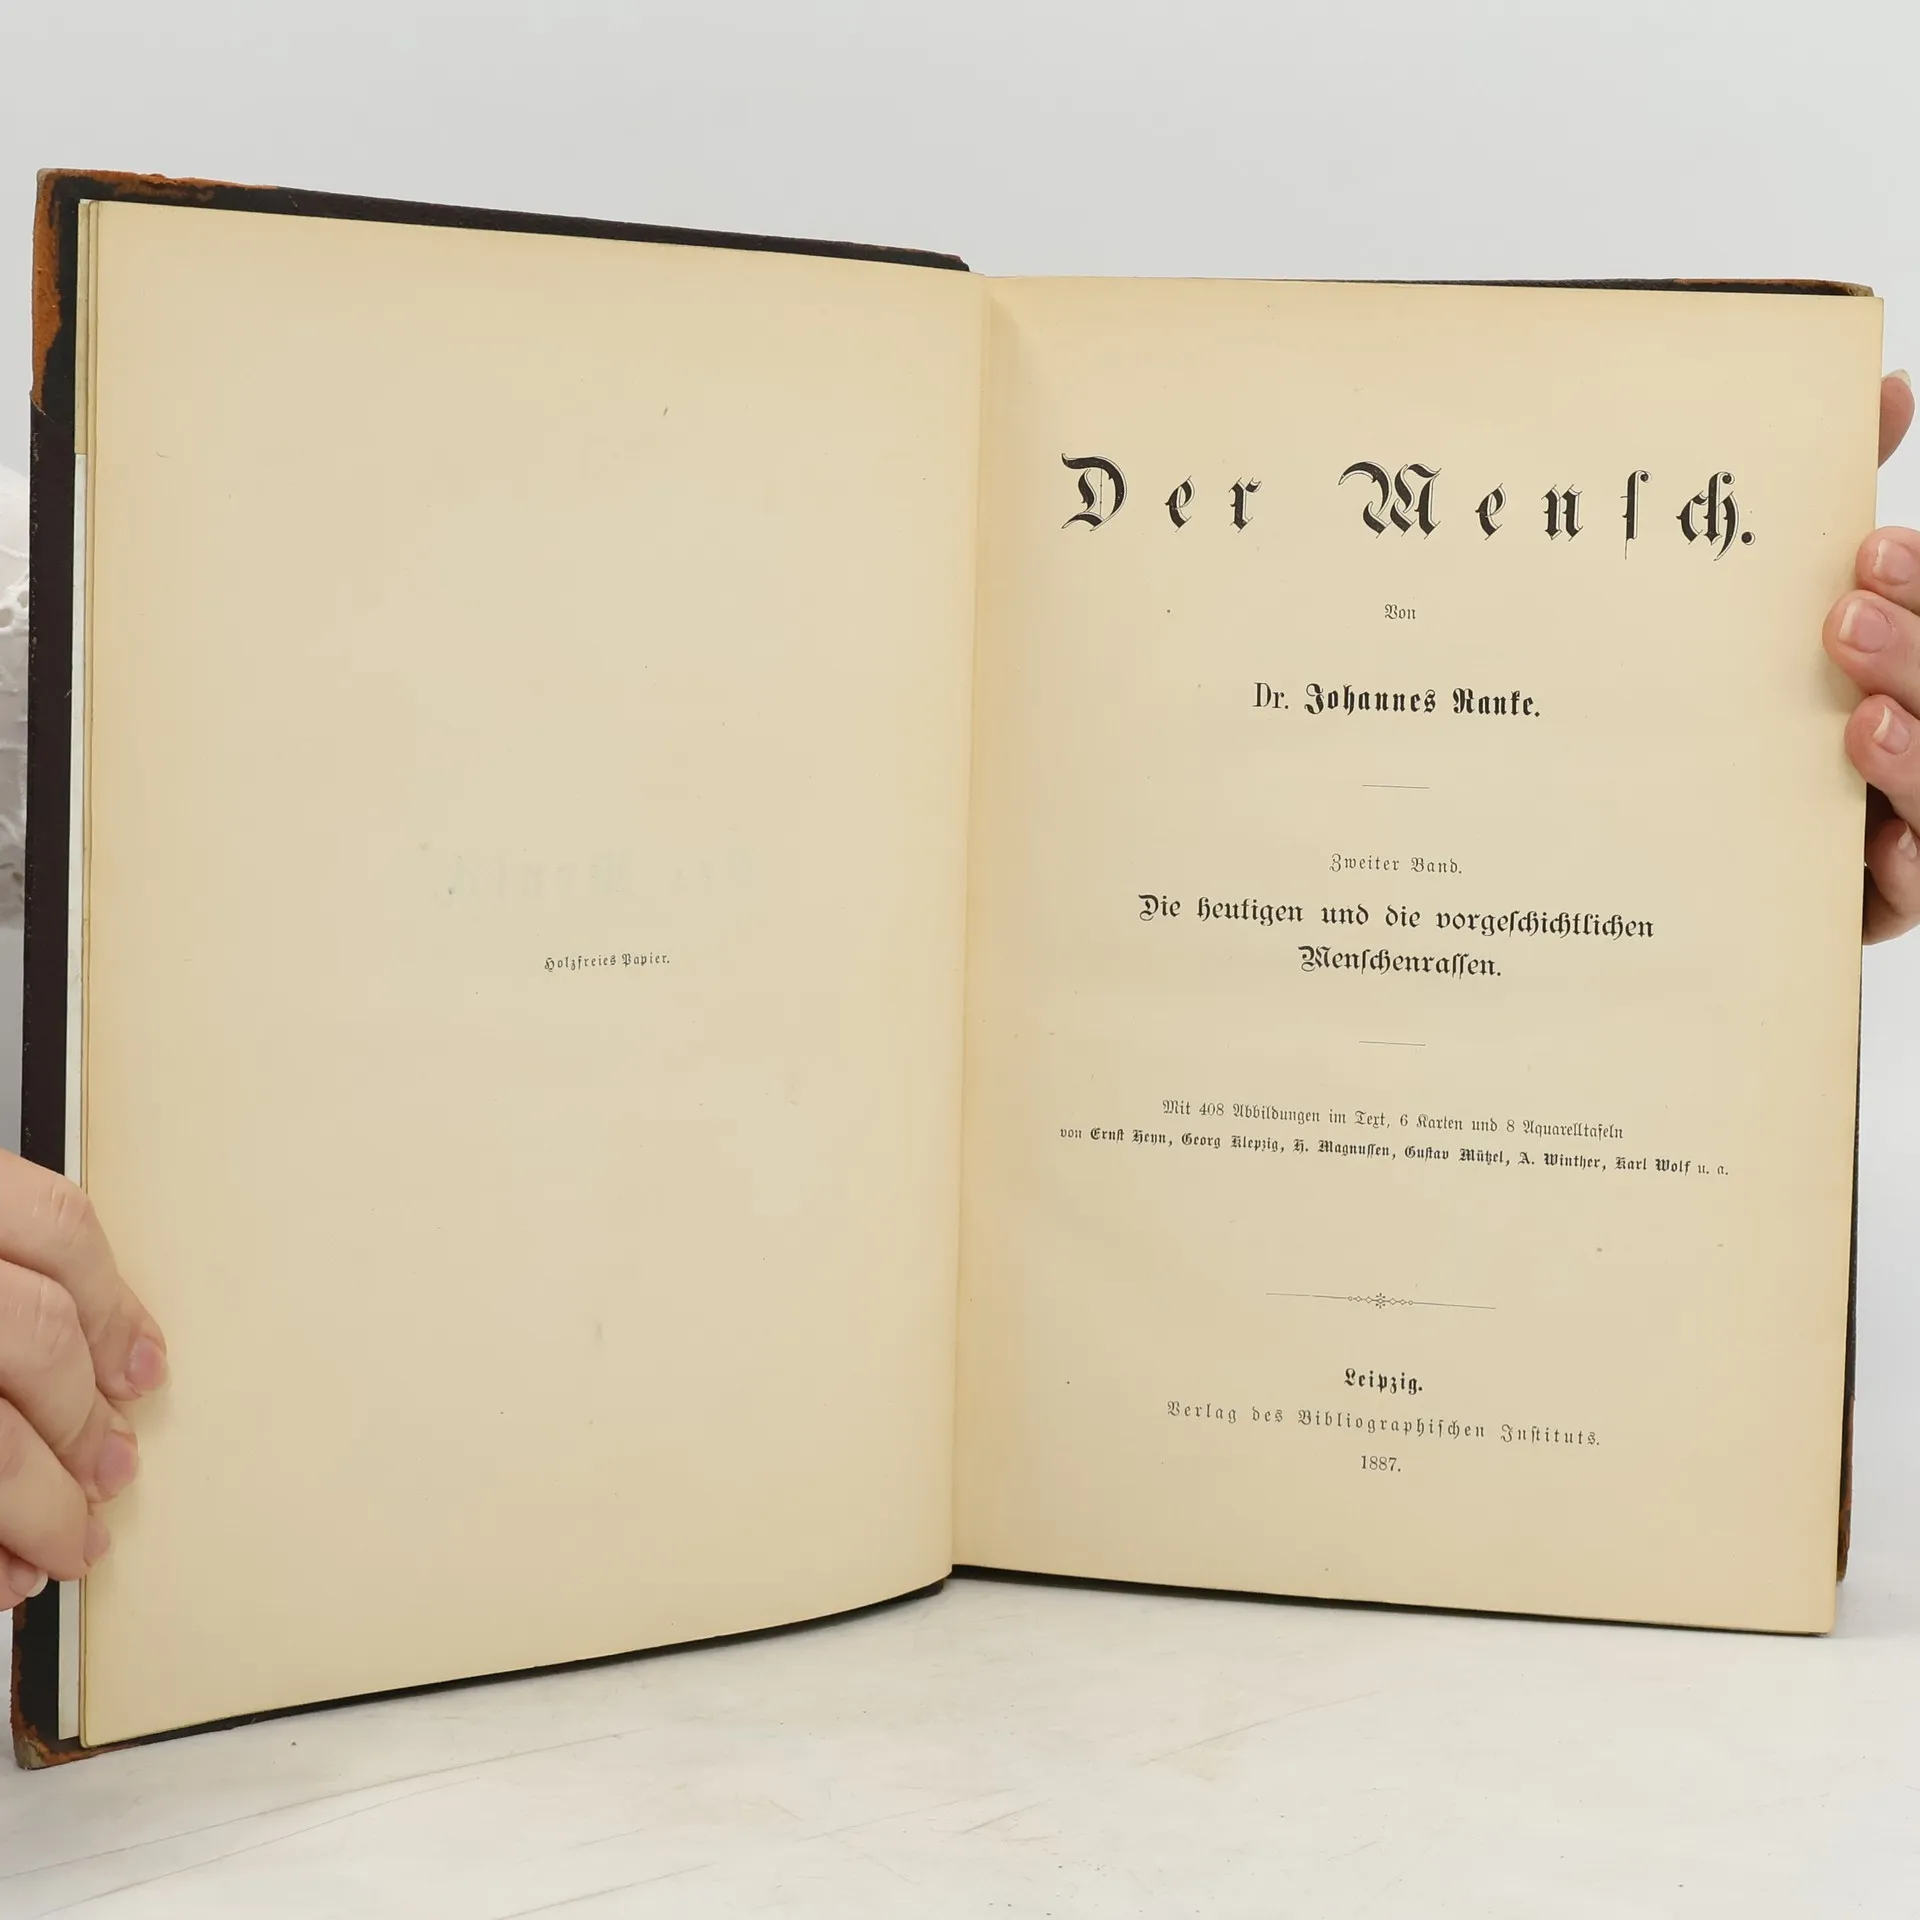 Holzfreies Papier.
Der Menſch.
Von
Dr. Johannes Ranke.
Zweiter Band.
Die heutigen und die vorgeſchichtlichen
Menſchenraſſen.
Mit 408 Abbildungen im Text, 6 Karten und 8 Aquarelltafeln
von Ernſt Heyn, Georg Klepzig, H. Magnuſſen, Guſtav Mützel, A. Winther, Karl Wolf u. a.
Leipzig.
Verlag des Bibliographiſchen Inſtituts.
1887.